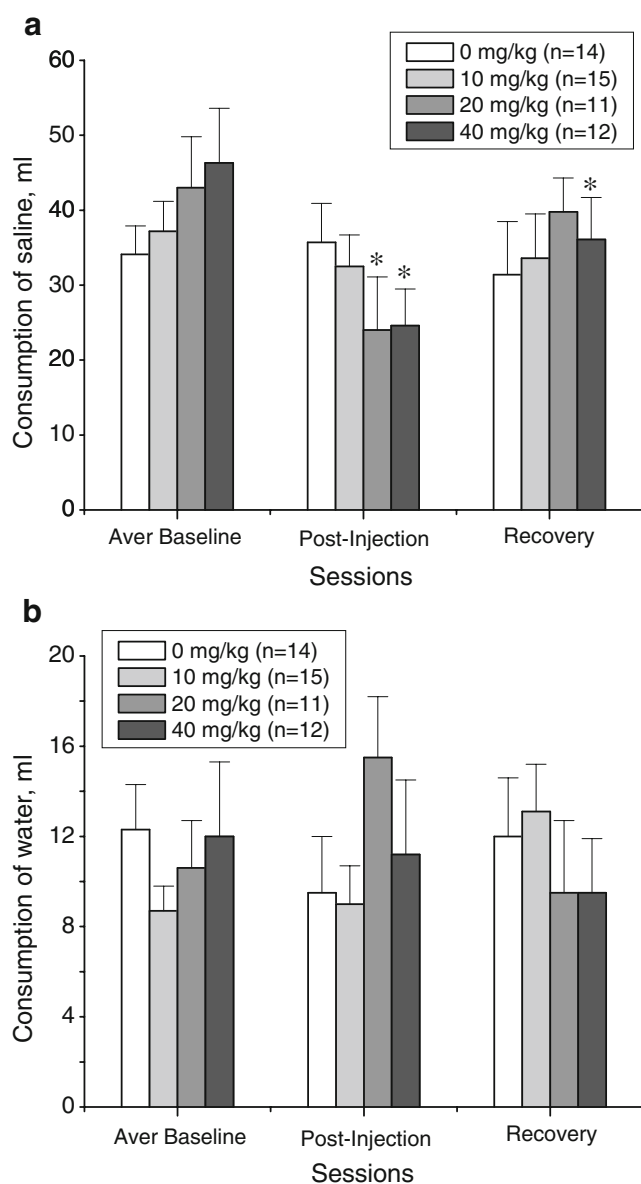 a
60
50
40
30
20
10
0
Consumption of saline, ml
0 mg/kg (n=14)
10 mg/kg (n=15)
20 mg/kg (n=11)
40 mg/kg (n=12)
* *
*
Aver Baseline Post-Injection Recovery
Sessions
b
20
16
12
8
4
0
Consumption of water, ml
0 mg/kg (n=14)
10 mg/kg (n=15)
20 mg/kg (n=11)
40 mg/kg (n=12)
Aver Baseline Post-Injection Recovery
Sessions